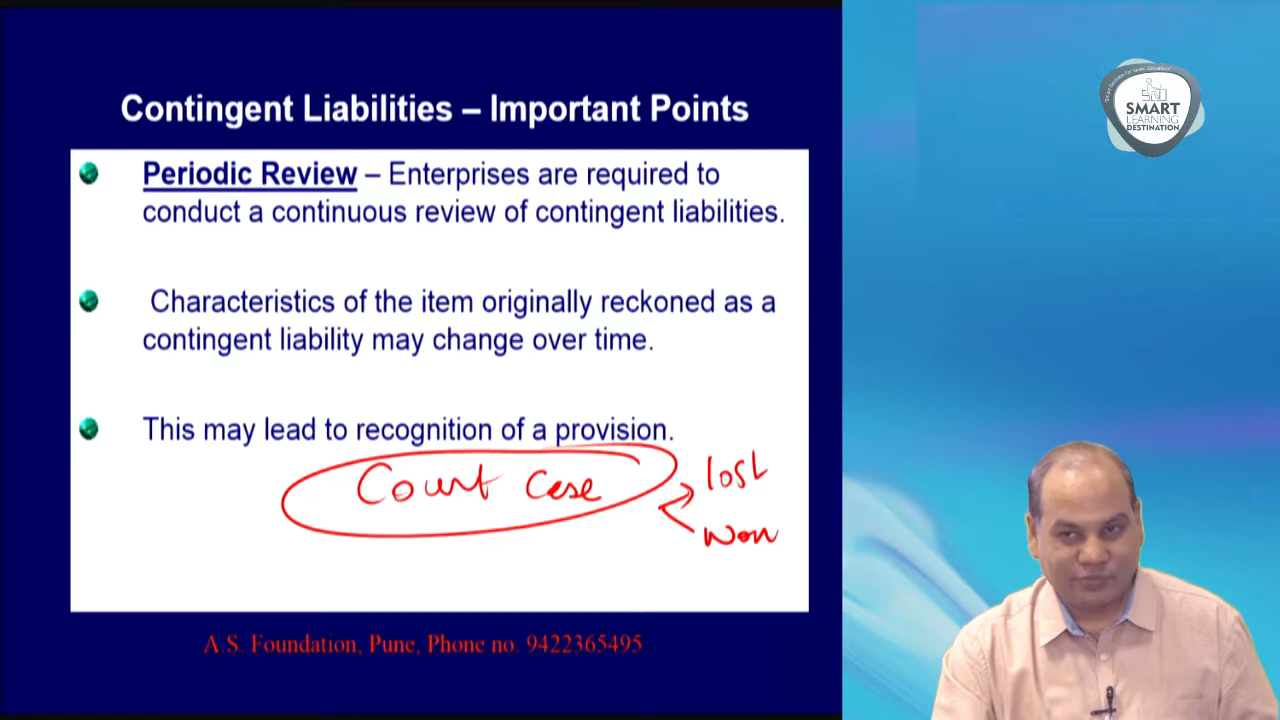 Contingent Liabilities – Important Points
Periodic Review – Enterprises are required to
conduct a continuous review of contingent liabilities.
Characteristics of the item originally reckoned as a
contingent liability may change over time.
This may lead to recognition of a provision.
Court Case
lost
won
A.S. Foundation, Pune, Phone no. 9422365495
SMART
LEARNING
DESTINATION